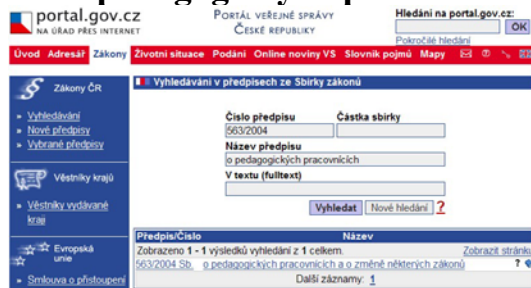 portal.gov.cz
NA ÚŘAD PŘES INTERNET
PORTÁL VEŘEJNÉ SPRÁVY
ČESKÉ REPUBLIKY
Hledání na portal.gov.cz:
OK
Pokročilé hledání
Úvod Adresář Zákony Životní situace Podání Online noviny VS Slovník pojmů Mapy
Zákony ČR
» Vyhledávání
» Nové předpisy
» Vybrané předpisy
Věstníky krajů
» Věstníky vydávané
kraji
Evropská
unie
» Smlouva o přistoupení
Vyhledávání v předpisech ze Sbírky zákonů
Číslo předpisu Částka sbírky
563/2004
Název předpisu
o pedagogických pracovnících
V textu (fulltext)
Vyhledat Nové hledání ?
Předpis/Číslo Název
Zobrazeno 1 - 1 výsledků vyhledání z 1 celkem. Zobrazit stránku
563/2004 Sb. o pedagogických pracovnících a o změně některých zákonů ?
Další záznamy: 1